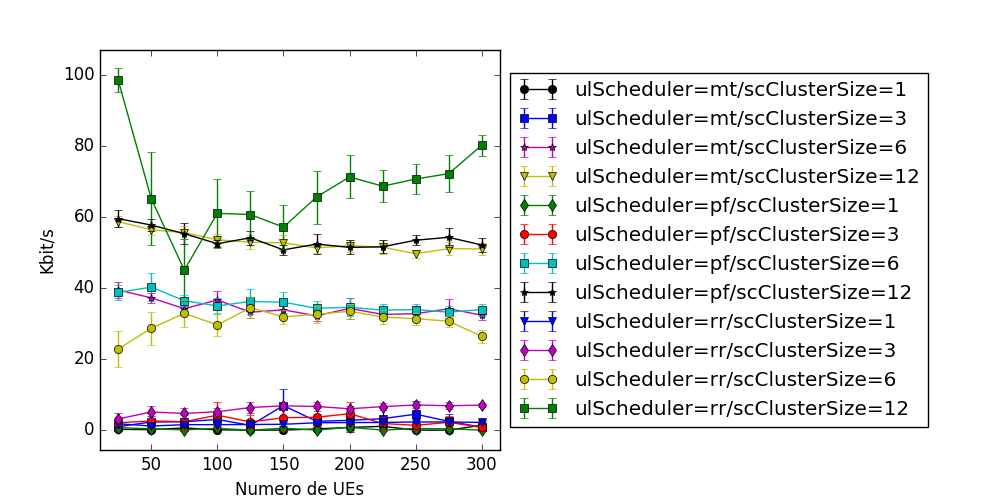 100
80
60
40
20
0
50
100
150
200
250
300
Kbit/s
Numero de UEs
ulScheduler=mt/scClusterSize=1
ulScheduler=mt/scClusterSize=3
ulScheduler=mt/scClusterSize=6
ulScheduler=mt/scClusterSize=12
ulScheduler=pf/scClusterSize=1
ulScheduler=pf/scClusterSize=3
ulScheduler=pf/scClusterSize=6
ulScheduler=pf/scClusterSize=12
ulScheduler=rr/scClusterSize=1
ulScheduler=rr/scClusterSize=3
ulScheduler=rr/scClusterSize=6
ulScheduler=rr/scClusterSize=12